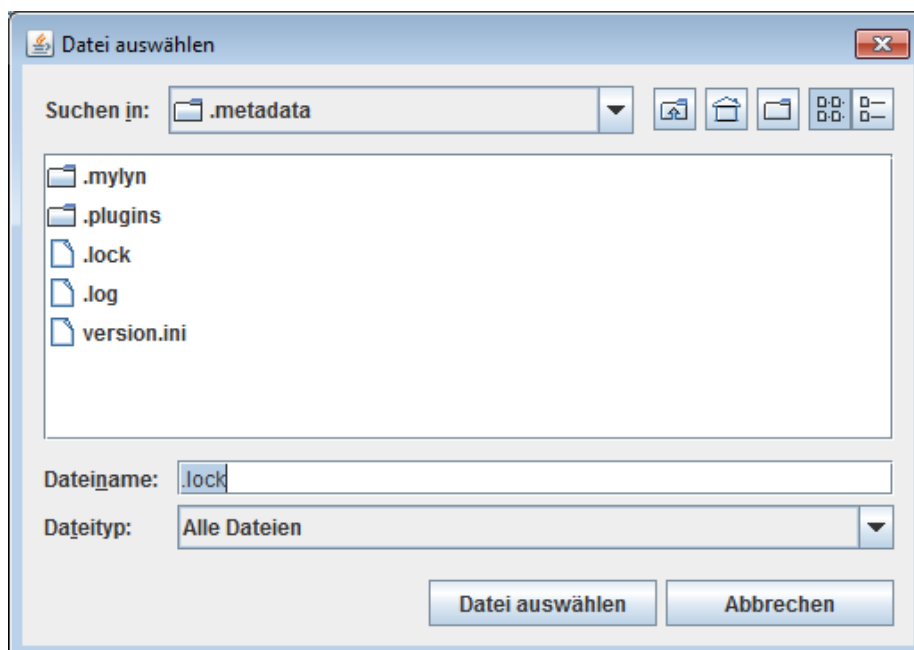 Datei auswählen
Suchen in: .metadata
.mylyn
.plugins
.lock
.log
version.ini
Dateiname: .lock
Dateityp: Alle Dateien
Datei auswählen Abbrechen